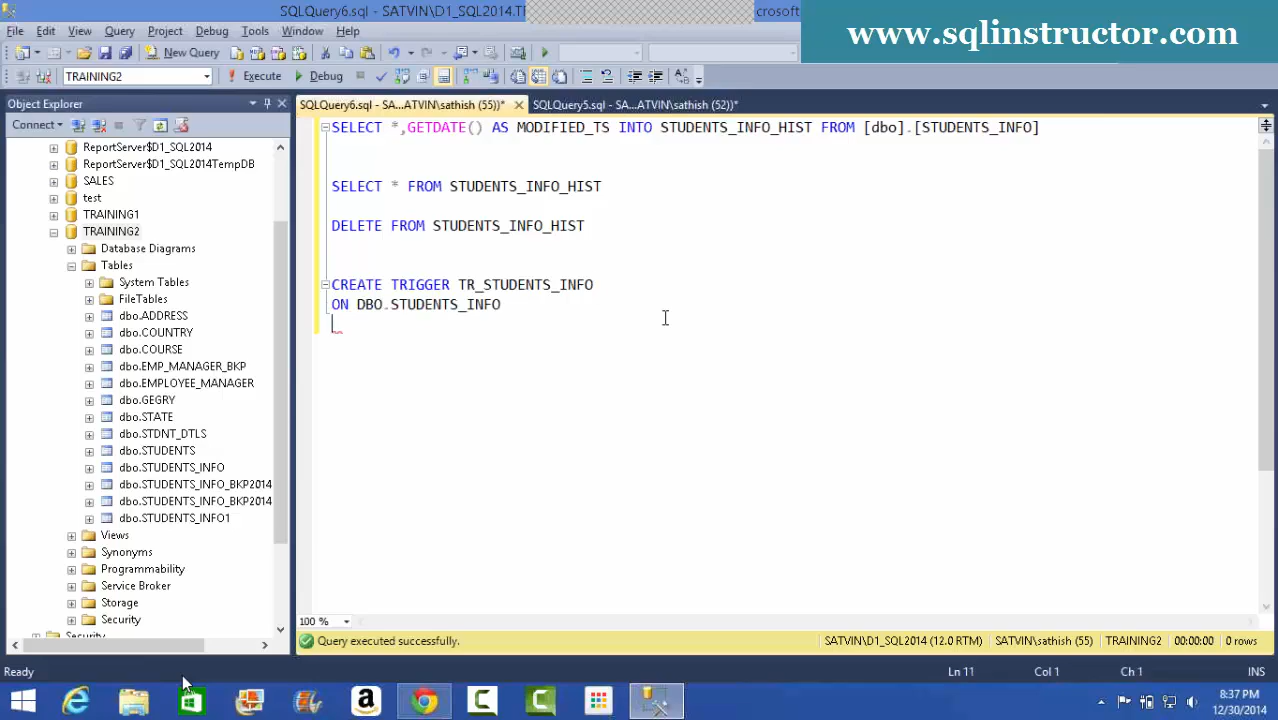 SQLQuery6.sql - SATVIN\D1_SQL2014.TR
crosoft
www.sqlinstructor.com
File Edit View Query Project Debug Tools Window Help
New Query
TRAINING2 Execute Debug
Object Explorer
SQLQuery6.sql - SA...ATVIN\sathish (55))* SQLQuery5.sql - SA...ATVIN\sathish (52))*
Connect
ReportServer$D1_SQL2014
ReportServer$D1_SQL2014TempDB
SALES
test
TRAINING1
TRAINING2
Database Diagrams
Tables
System Tables
FileTables
dbo.ADDRESS
dbo.COUNTRY
dbo.COURSE
dbo.EMP_MANAGER_BKP
dbo.EMPLOYEE_MANAGER
dbo.GEGRY
dbo.STATE
dbo.STDNT_DTLS
dbo.STUDENTS
dbo.STUDENTS_INFO
dbo.STUDENTS_INFO_BKP2014
dbo.STUDENTS_INFO_BKP2014
dbo.STUDENTS_INFO1
Views
Synonyms
Programmability
Service Broker
Storage
Security
Security
SELECT *,GETDATE() AS MODIFIED_TS INTO STUDENTS_INFO_HIST FROM [dbo].[STUDENTS_INFO]
SELECT * FROM STUDENTS_INFO_HIST
DELETE FROM STUDENTS_INFO_HIST
CREATE TRIGGER TR_STUDENTS_INFO
ON DBO.STUDENTS_INFO
100 %
Query executed successfully. SATVIN\D1_SQL2014 (12.0 RTM) SATVIN\sathish (55) TRAINING2 00:00:00 0 rows
Ready Ln 11 Col 1 Ch 1 INS
8:37 PM
12/30/2014